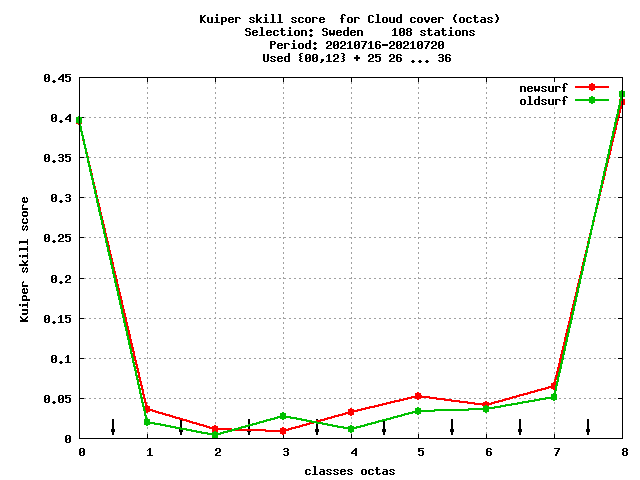 Kuiper skill score  for Cloud cover (octas)
Selection: Sweden    108 stations
Period: 20210716-20210720
Used {00,12} + 25 26 ... 36
newsurf
oldsurf
0.45
0.4
0.35
0.3
0.25
0.2
0.15
0.1
0.05
0
Kuiper skill score
0 1 2 3 4 5 6 7 8
classes octas